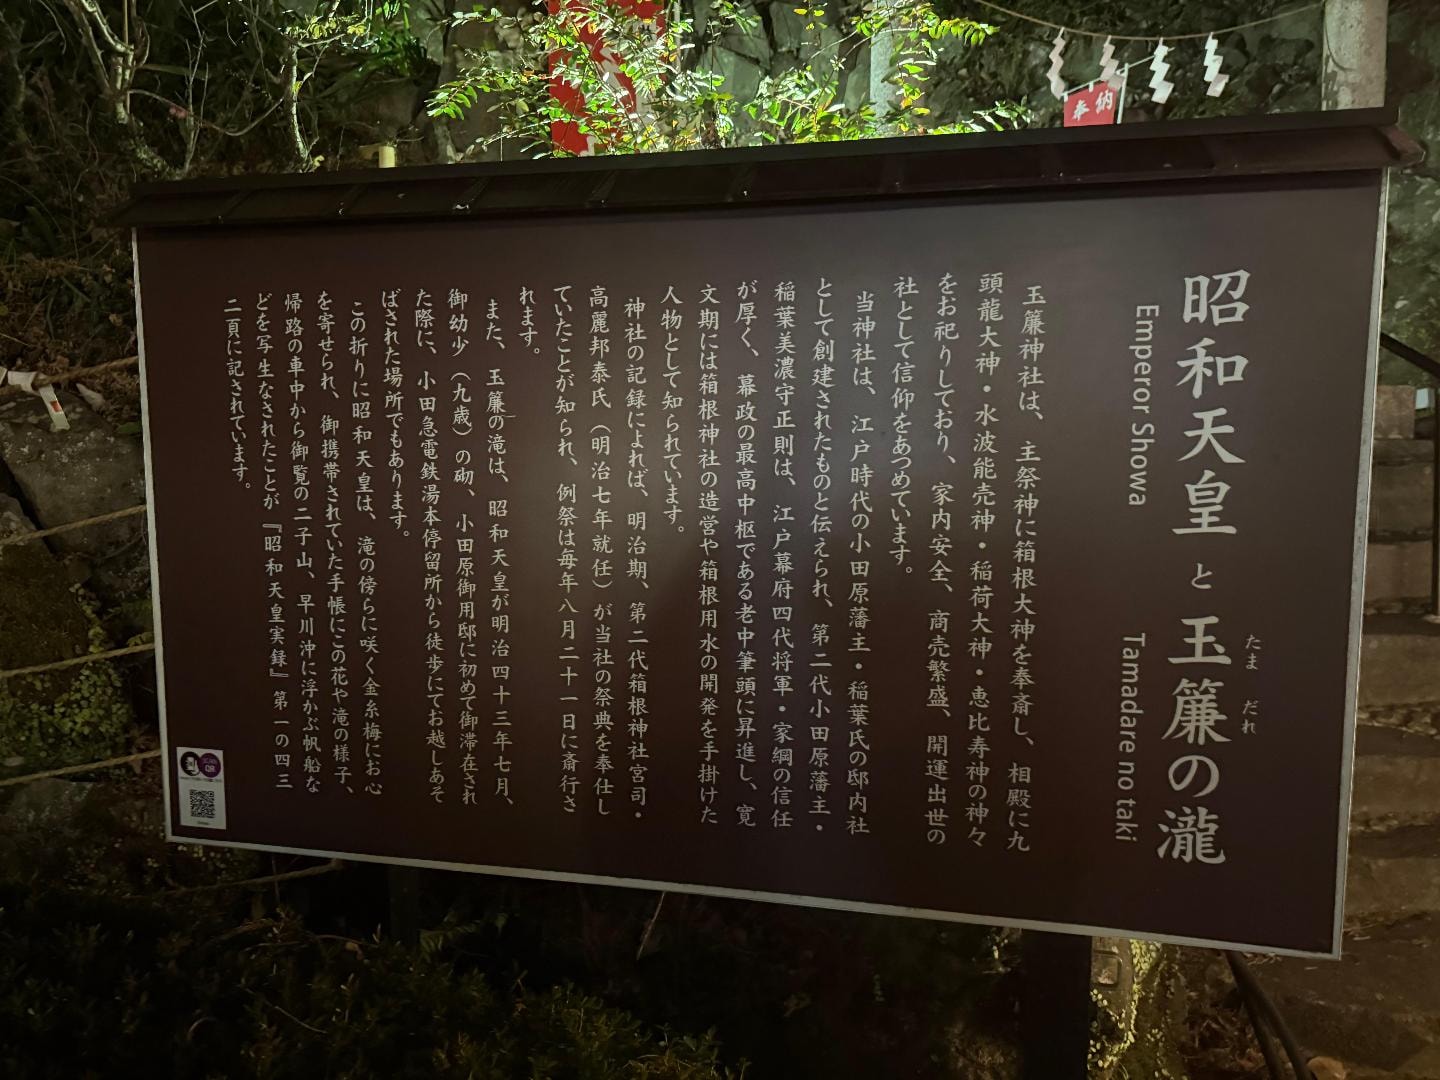 昭和天皇と玉簾の瀧
たまだれ
Emperor Showa
Tamadare no taki
玉簾神社は、主祭神に箱根大神を奉斎し、相殿に九
頭龍大神・水波能売神・稲荷大神・恵比寿神の神々
をお祀りしており、家内安全、商売繁盛、開運出世の
社として信仰をあつめています。
当神社は、江戸時代の小田原藩主・稲葉氏の邸内社
として創建されたものと伝えられ、第二代小田原藩主・
稲葉美濃守正則は、江戸幕府四代将軍・家綱の信任
が厚く、幕政の最高中枢である老中筆頭に昇進し、寛
文期には箱根神社の造営や箱根用水の開発を手掛けた
人物として知られています。
神社の記録によれば、明治期、第二代箱根神社宮司・
高麗邦泰氏（明治七年就任）が当社の祭典を奉仕し
ていたことが知られ、例祭は毎年八月二十一日に斎行さ
れます。
また、玉簾の滝は、昭和天皇が明治四十三年七月、
御幼少（九歳）の砌、小田原御用邸に初めて御滞在され
た際に、小田急電鉄湯本停留所から徒歩にてお越しあそ
ばされた場所でもあります。
この折りに昭和天皇は、滝の傍らに咲く金糸梅にお心
を寄せられ、御携帯されていた手帳にこの花や滝の様子、
帰路の車中から御覧の二子山、早川沖に浮かぶ帆船な
どを写生なされたことが『昭和天皇実録』第一の四三
二頁に記されています。
奉納